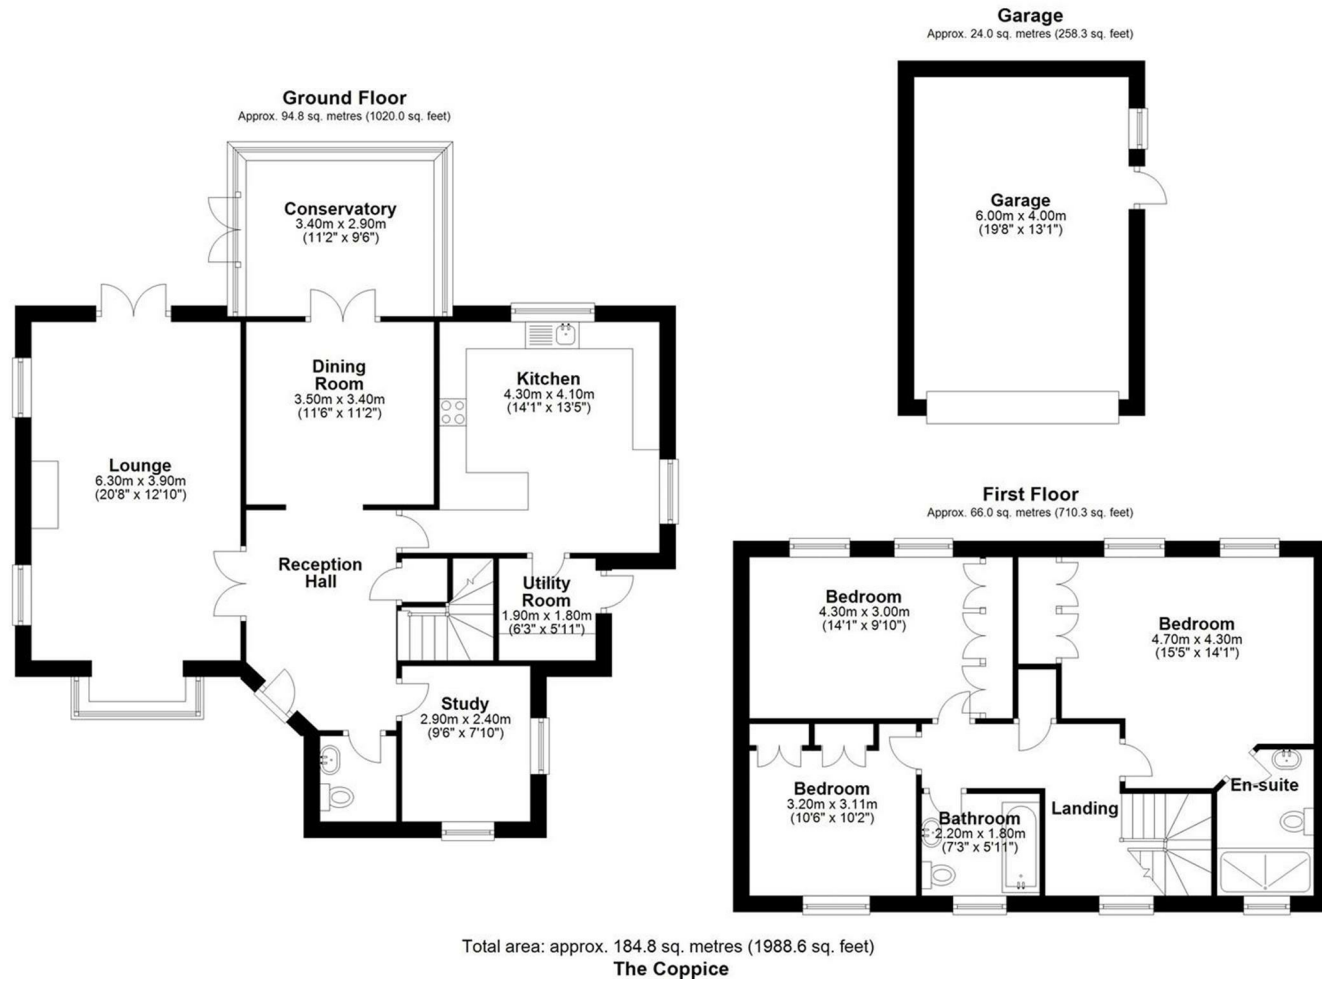 Garage
Approx. 24.0 sq. metres (258.3 sq. feet)
Ground Floor
Approx. 94.8 sq. metres (1020.0 sq. feet)
Conservatory
3.40m x 2.90m
(11'2" x 9'6")
Garage
6.00m x 4.00m
(19'8" x 13'1")
Dining
Room
3.50m x 3.40m
(11'6" x 11'2")
Kitchen
4.30m x 4.10m
(14'1" x 13'5")
Lounge
6.30m x 3.90m
(20'8" x 12'10")
Reception
Hall
Utility
Room
1.90m x 1.80m
(6'3" x 5'11")
Study
2.90m x 2.40m
(9'6" x 7'10")
First Floor
Approx. 66.0 sq. metres (710.3 sq. feet)
Bedroom
4.30m x 3.00m
(14'1" x 9'10")
Bedroom
4.70m x 4.30m
(15'5" x 14'1")
Bedroom
3.20m x 3.11m
(10'6" x 10'2")
Bathroom
2.20m x 1.80m
(7'3" x 5'11")
Landing
En-suite
Total area: approx. 184.8 sq. metres (1988.6 sq. feet)
The Coppice